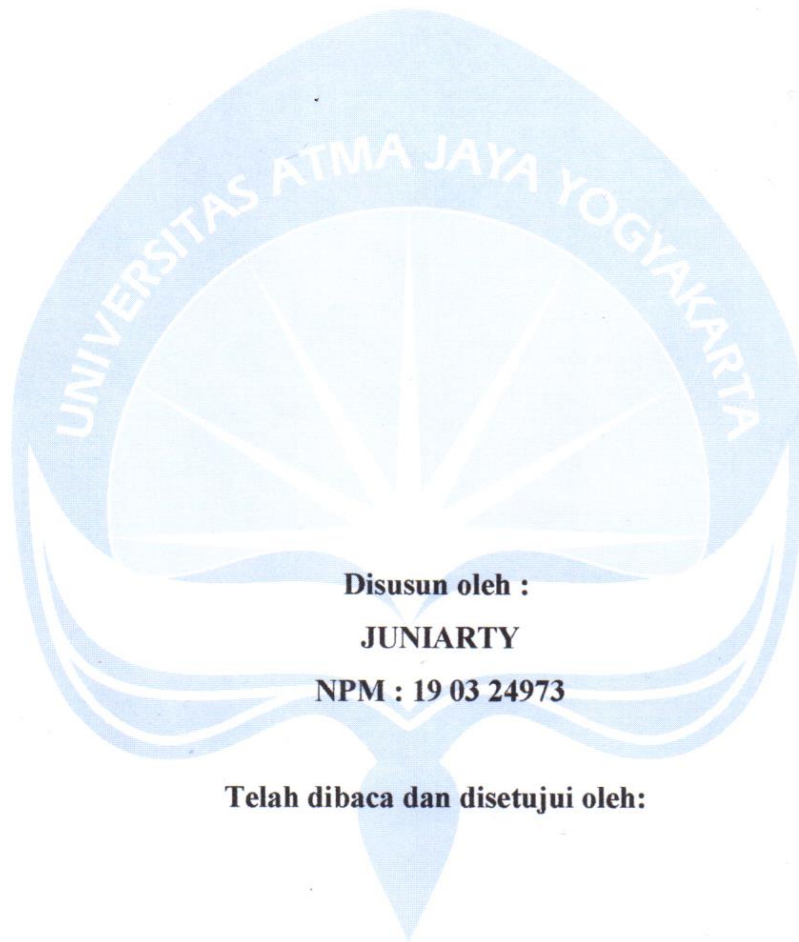 UNIVERSITAS ATMA JAYA YOGYAKARTA
Disusun oleh :
JUNIARTY
NPM : 19 03 24973
Telah dibaca dan disetujui oleh: